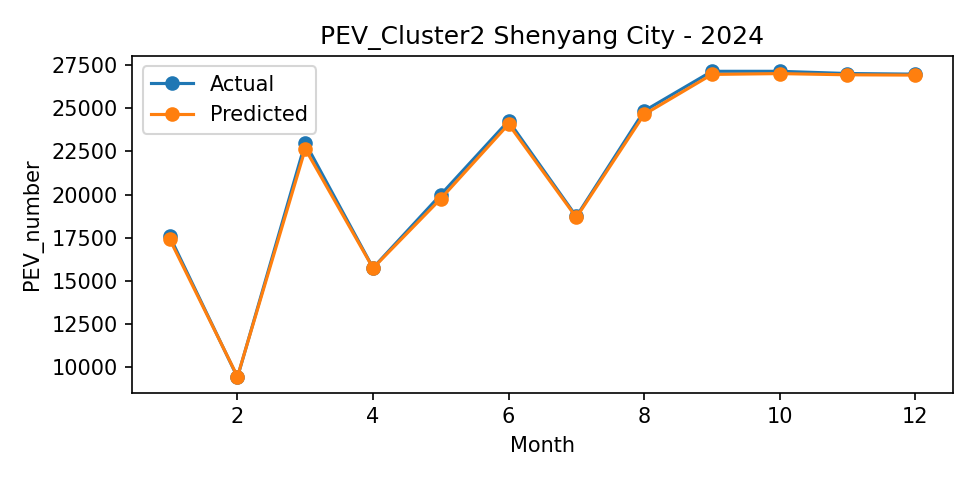 PEV_Cluster2 Shenyang City - 2024
27500
25000
22500
20000
17500
15000
12500
10000
PEV_number
Actual
Predicted
2 4 6 8 10 12
Month